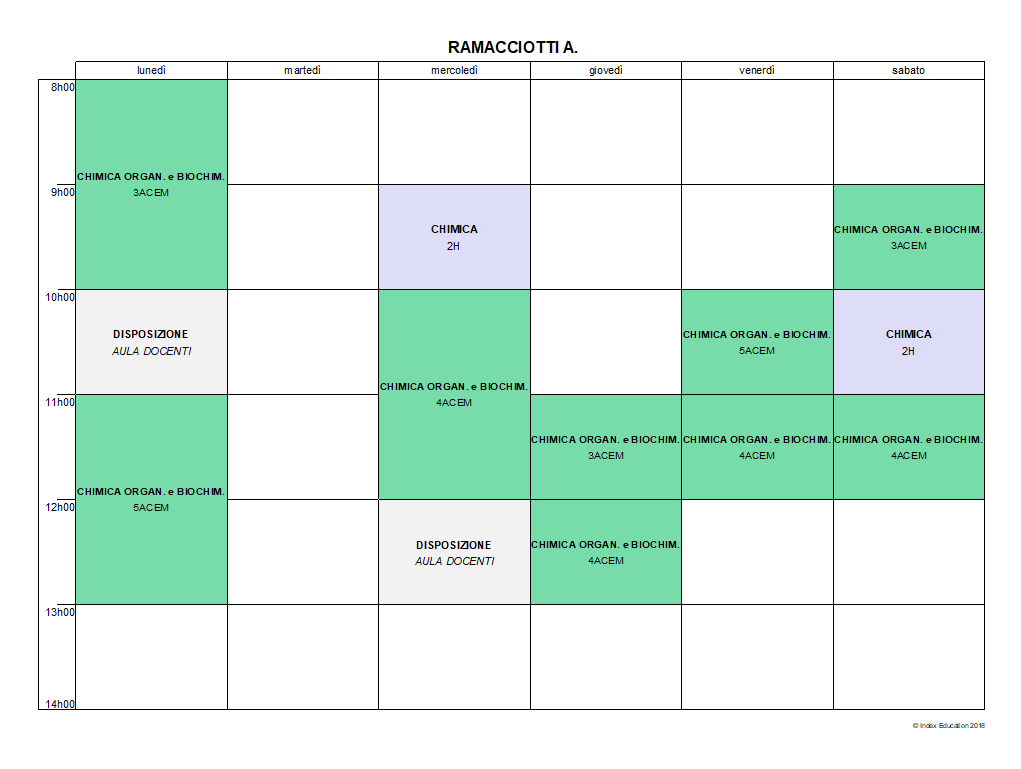 RAMACCIOTTI A.
lunedì martedì mercoledì giovedì venerdì sabato
8h00
CHIMICA ORGAN. e BIOCHIM.
3ACEM
9h00
CHIMICA
2H
CHIMICA ORGAN. e BIOCHIM.
3ACEM
10h00
DISPOSIZIONE
AULA DOCENTI
CHIMICA ORGAN. e BIOCHIM.
4ACEM
CHIMICA ORGAN. e BIOCHIM.
5ACEM
CHIMICA
2H
11h00
CHIMICA ORGAN. e BIOCHIM.
5ACEM
CHIMICA ORGAN. e BIOCHIM.
3ACEM
CHIMICA ORGAN. e BIOCHIM.
4ACEM
CHIMICA ORGAN. e BIOCHIM.
4ACEM
12h00
DISPOSIZIONE
AULA DOCENTI
CHIMICA ORGAN. e BIOCHIM.
4ACEM
13h00
14h00
© Index Education 2018